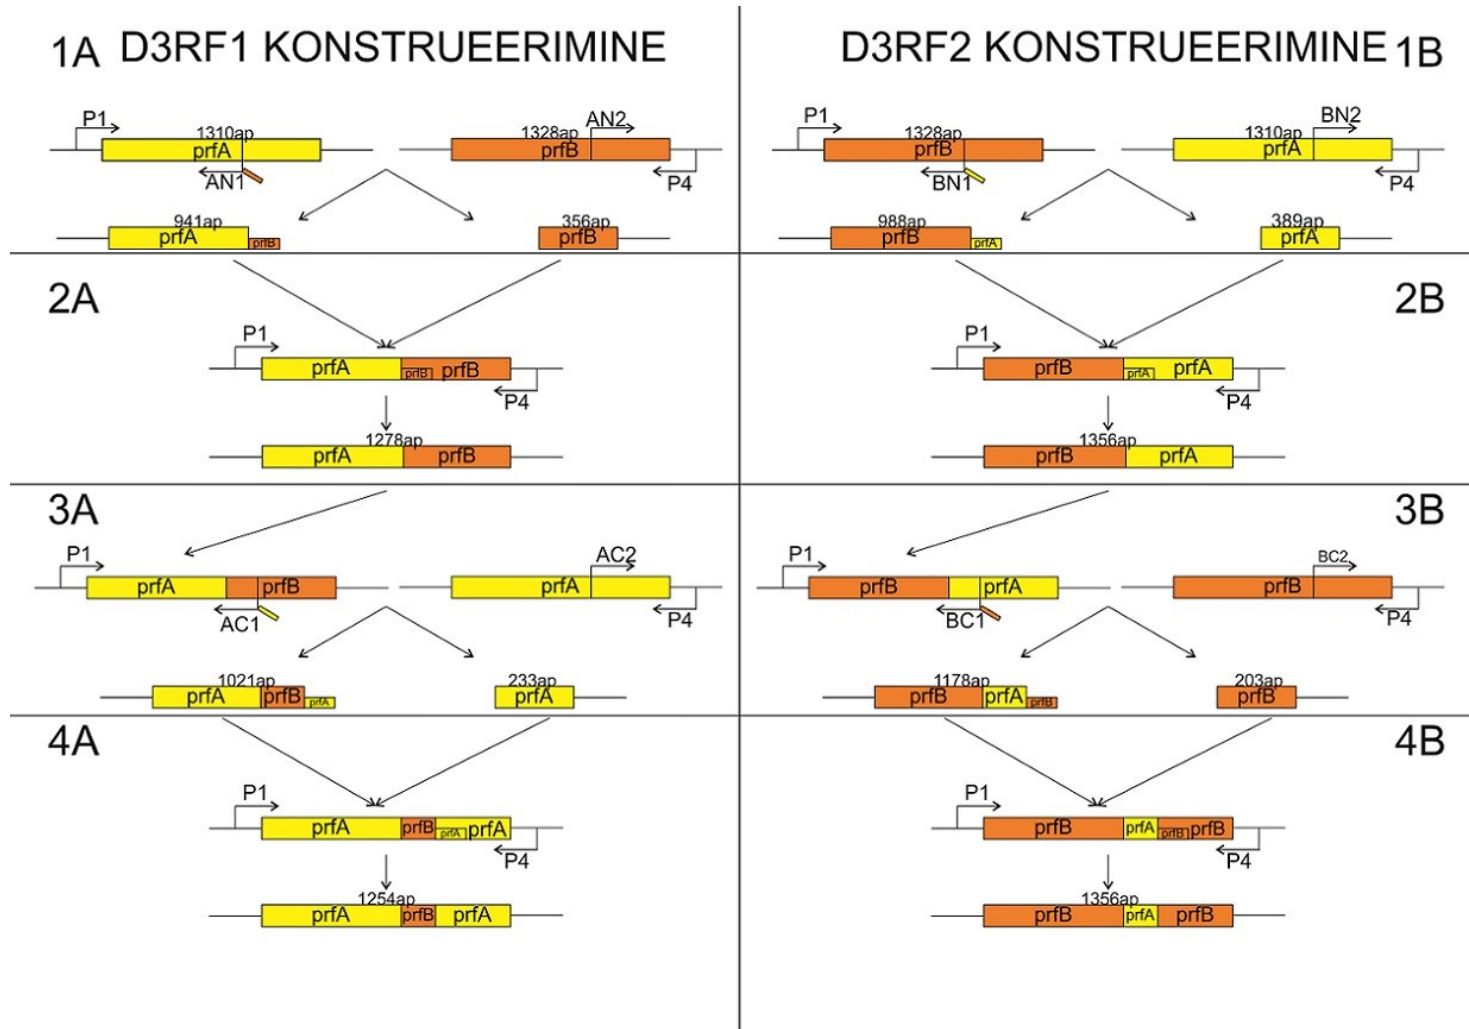 1A D3RF1 KONSTRUEERIMINE
P1
1310ap
prfA
AN1
1328ap
AN2
prfB
P4
941ap
prfA
prfB
356ap
prfB
2A
P1
prfA
prfB
prfB
P4
1278ap
prfA
prfB
3A
P1
prfA
prfB
AC1
AC2
prfA
P4
1021ap
prfA
prfB
prfA
233ap
prfA
4A
P1
prfA
prfB
prfA
prfA
P4
1254ap
prfA
prfB
prfA
D3RF2 KONSTRUEERIMINE 1B
P1
1328ap
prfB
BN1
1310ap
BN2
prfA
P4
988ap
prfB
prfA
389ap
prfA
2B
P1
prfB
prfA
prfA
P4
1356ap
prfB
prfA
3B
P1
prfB
prfA
BC1
BC2
prfB
P4
1178ap
prfB
prfA
prfB
203ap
prfB
4B
P1
prfB
prfA
prfB
prfB
P4
1356ap
prfB
prfA
prfB